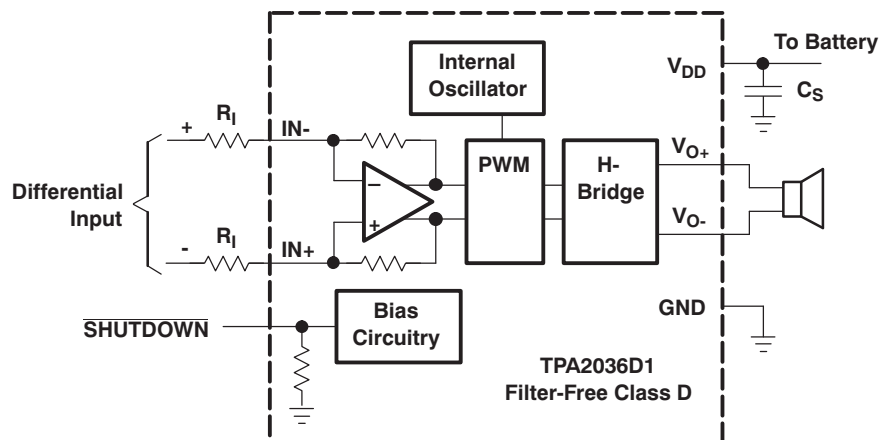 To Battery
Internal
Oscillator
V_DD
C_S
+
R_I
IN-
V_O+
PWM
H-
Bridge
−
Differential
Input
+
V_O-
-
R_I
IN+
GND
SHUTDOWN
Bias
Circuitry
TPA2036D1
Filter-Free Class D